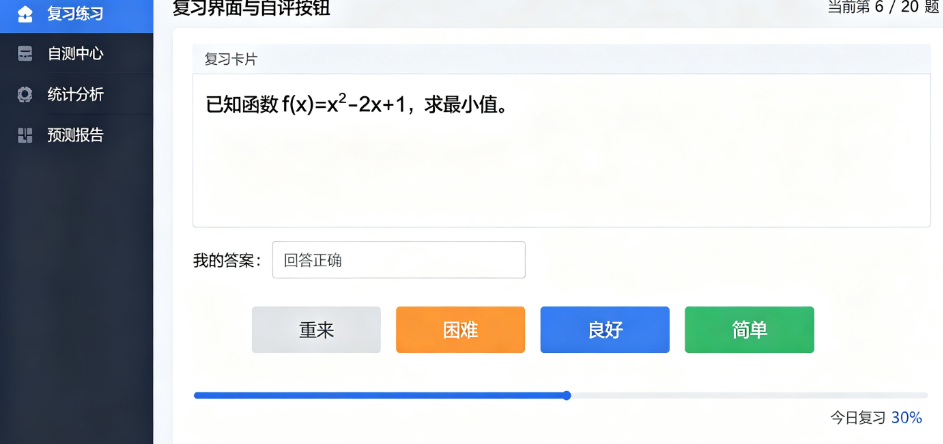 复习练习
自测中心
统计分析
预测报告
复习界面与自评按钮
当前第 6 / 20 题
复习卡片
已知函数 f(x)=x²-2x+1，求最小值。
我的答案： 回答正确
重来 困难 良好 简单
今日复习 30%